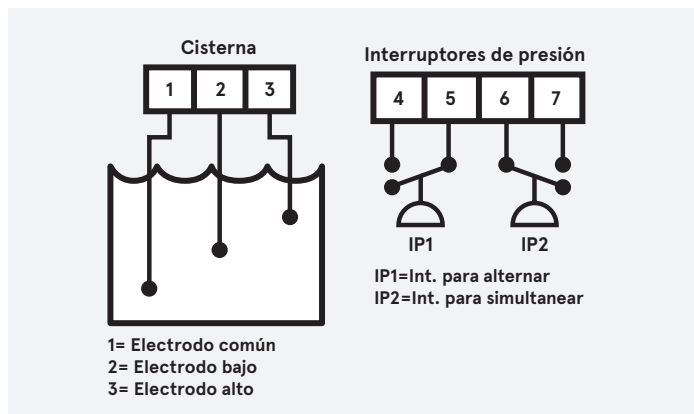 Cisterna
1 2 3
1= Electrodo común
2= Electrodo bajo
3= Electrodo alto
Interruptores de presión
4 5 6 7
IP1 IP2
IP1=Int. para alternar
IP2=Int. para simultanear